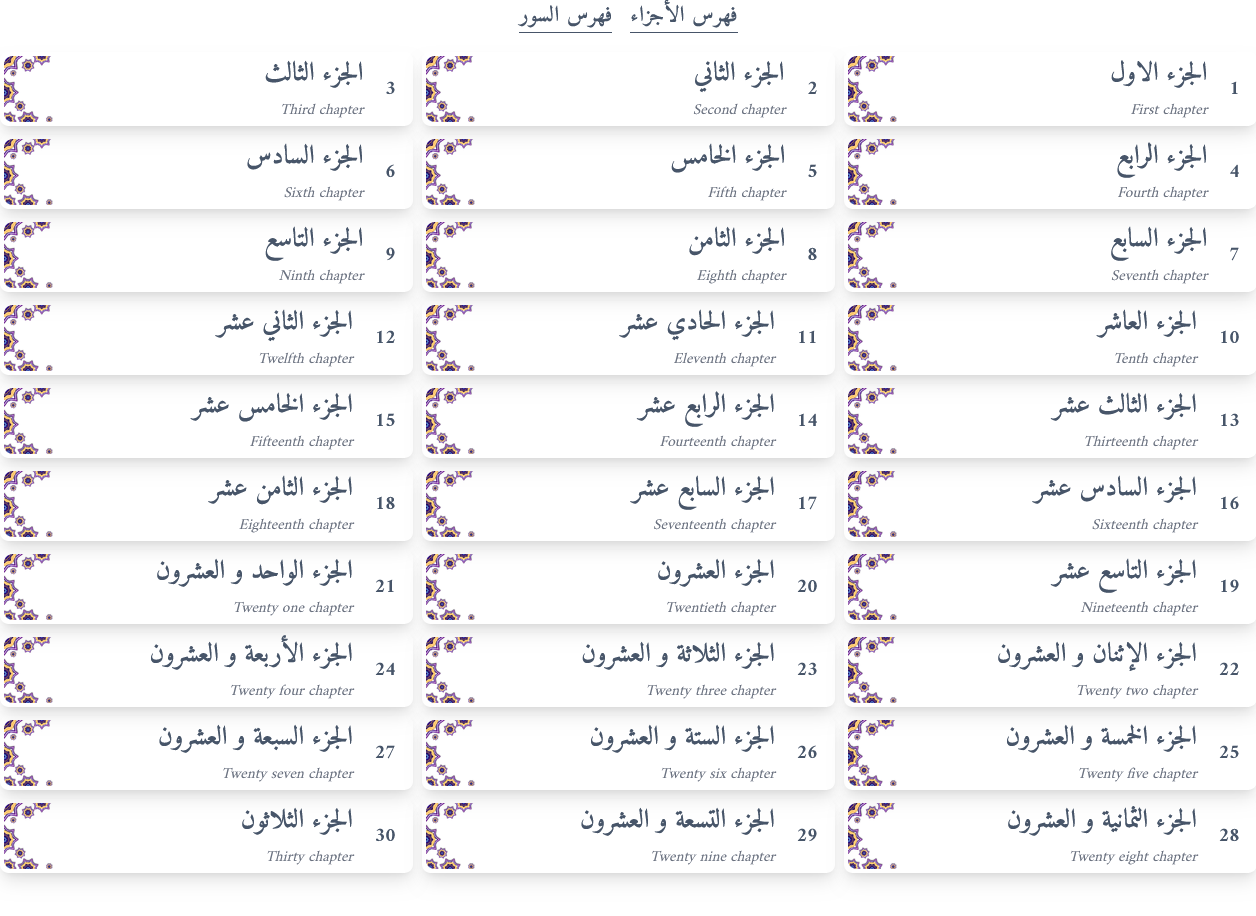 فهرس الأجزاء فهرس السور
1
الجزء الاول
First chapter
2
الجزء الثاني
Second chapter
3
الجزء الثالث
Third chapter
4
الجزء الرابع
Fourth chapter
5
الجزء الخامس
Fifth chapter
6
الجزء السادس
Sixth chapter
7
الجزء السابع
Seventh chapter
8
الجزء الثامن
Eighth chapter
9
الجزء التاسع
Ninth chapter
10
الجزء العاشر
Tenth chapter
11
الجزء الحادي عشر
Eleventh chapter
12
الجزء الثاني عشر
Twelfth chapter
13
الجزء الثالث عشر
Thirteenth chapter
14
الجزء الرابع عشر
Fourteenth chapter
15
الجزء الخامس عشر
Fifteenth chapter
16
الجزء السادس عشر
Sixteenth chapter
17
الجزء السابع عشر
Seventeenth chapter
18
الجزء الثامن عشر
Eighteenth chapter
19
الجزء التاسع عشر
Nineteenth chapter
20
الجزء العشرون
Twentieth chapter
21
الجزء الواحد و العشرون
Twenty one chapter
22
الجزء الإثنان و العشرون
Twenty two chapter
23
الجزء الثلاثة و العشرون
Twenty three chapter
24
الجزء الأربعة و العشرون
Twenty four chapter
25
الجزء الخمسة و العشرون
Twenty five chapter
26
الجزء الستة و العشرون
Twenty six chapter
27
الجزء السبعة و العشرون
Twenty seven chapter
28
الجزء الثمانية و العشرون
Twenty eight chapter
29
الجزء التسعة و العشرون
Twenty nine chapter
30
الجزء الثلاثون
Thirty chapter